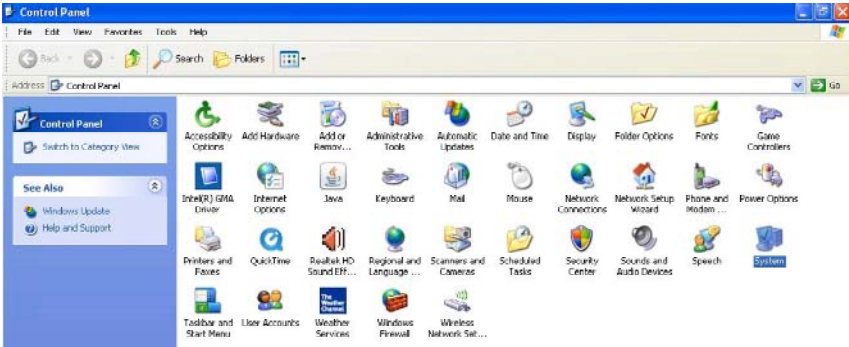 Control Panel
File Edit View Favorites Tools Help
Back Search Folders
Address Control Panel Go
Control Panel
Switch to Category View
See Also
Windows Update
Help and Support
Accessibility Options
Add Hardware
Add or Remov...
Administrative Tools
Automatic Updates
Date and Time
Display
Folder Options
Fonts
Game Controllers
Intel(R) GMA Driver
Internet Options
Java
Keyboard
Mail
Mouse
Network Connections
Network Setup Wizard
Phone and Modem ...
Power Options
Printers and Faxes
QuickTime
Realtek HD Sound Eff...
Regional and Language ...
Scanners and Cameras
Scheduled Tasks
Security Center
Sounds and Audio Devices
Speech
System
Taskbar and Start Menu
User Accounts
The Weather Channel
Weather Services
Windows Firewall
Wireless Network Set...